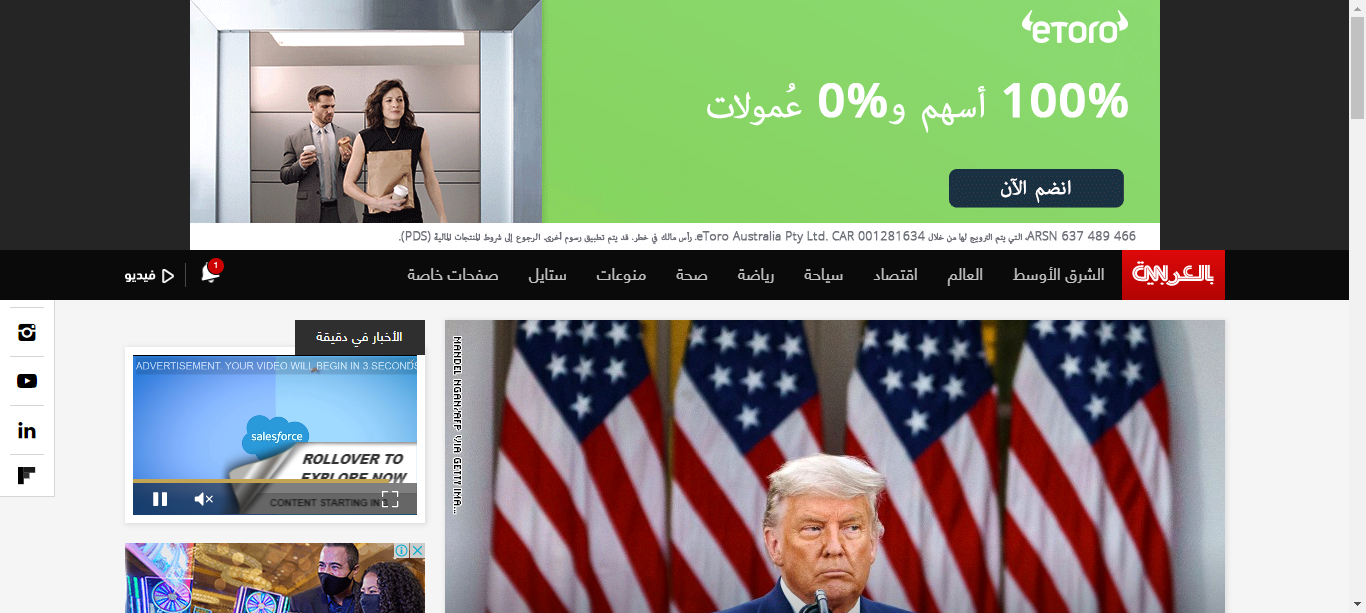 eToro
100% أسهم و0% عُمولات
انضم الآن
ARSN 637 489 466، التي يتم الترويج لها من خلال eToro Australia Pty Ltd. CAR 001281634. رأس مالك في خطر. قد يتم تطبيق رسوم أخرى. الرجوع إلى شروط المنتجات المالية (PDS).
CNN بالعربية
الشرق الأوسط
العالم
اقتصاد
سياحة
رياضة
صحة
منوعات
ستايل
صفحات خاصة
1
فيديو
MANDEL NGAN/AFP VIA GETTY IMA...
الأخبار في دقيقة
ADVERTISEMENT: YOUR VIDEO WILL BEGIN IN 3 SECONDS
salesforce
ROLLOVER TO
EXPLORE NOW
CONTENT STARTING IN
in